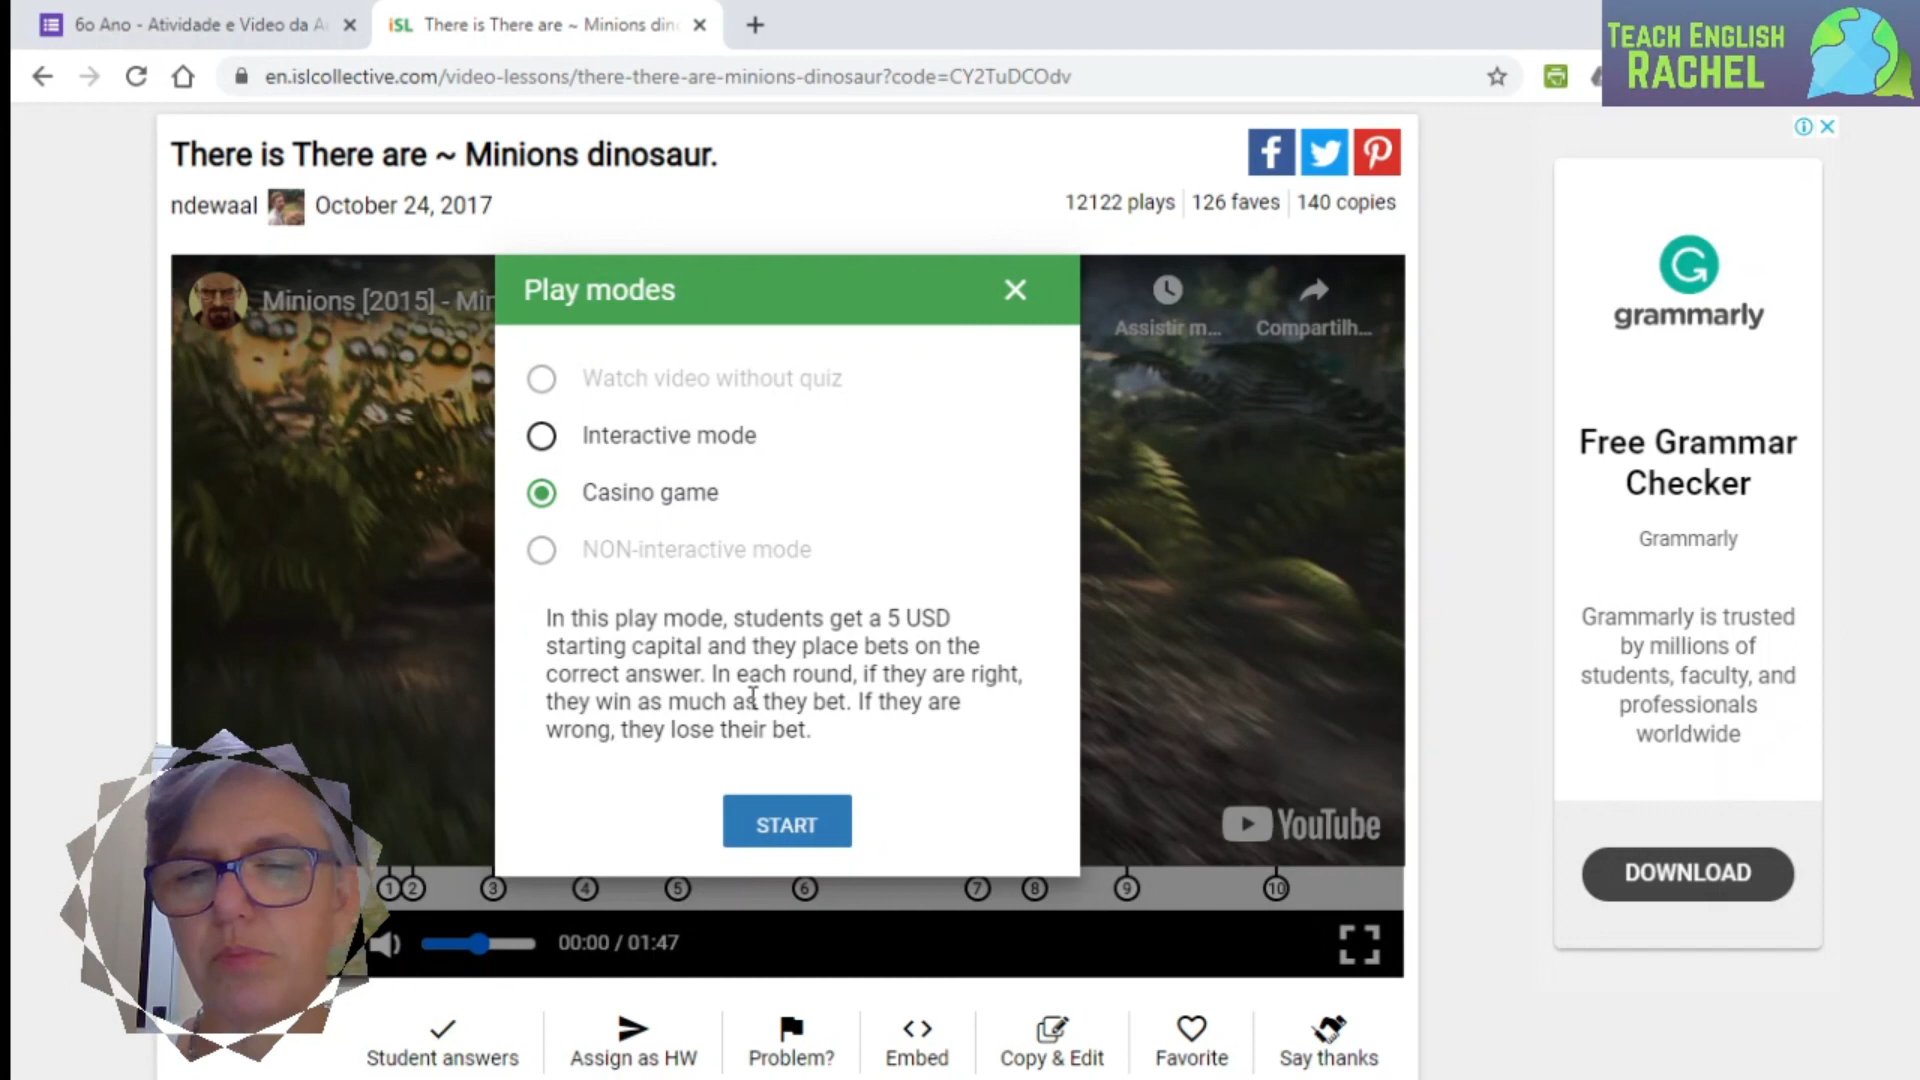 6o Ano - Atividade e Video da A
iSL There is There are ~ Minions din
TEACH ENGLISH
RACHEL
en.islcollective.com/video-lessons/there-there-are-minions-dinosaur?code=CY2TuDCOdv
There is There are ~ Minions dinosaur.
ndewaal October 24, 2017
12122 plays 126 faves 140 copies
Minions [2015] - Min
Assistir m...
Compartilh...
Play modes
Watch video without quiz
Interactive mode
Casino game
NON-interactive mode
In this play mode, students get a 5 USD
starting capital and they place bets on the
correct answer. In each round, if they are right,
they win as much as they bet. If they are
wrong, they lose their bet.
START
YouTube
1 2 3 4 5 6 7 8 9 10
00:00 / 01:47
Student answers
Assign as HW
Problem?
Embed
Copy & Edit
Favorite
Say thanks
grammarly
Free Grammar
Checker
Grammarly
Grammarly is trusted
by millions of
students, faculty, and
professionals
worldwide
DOWNLOAD